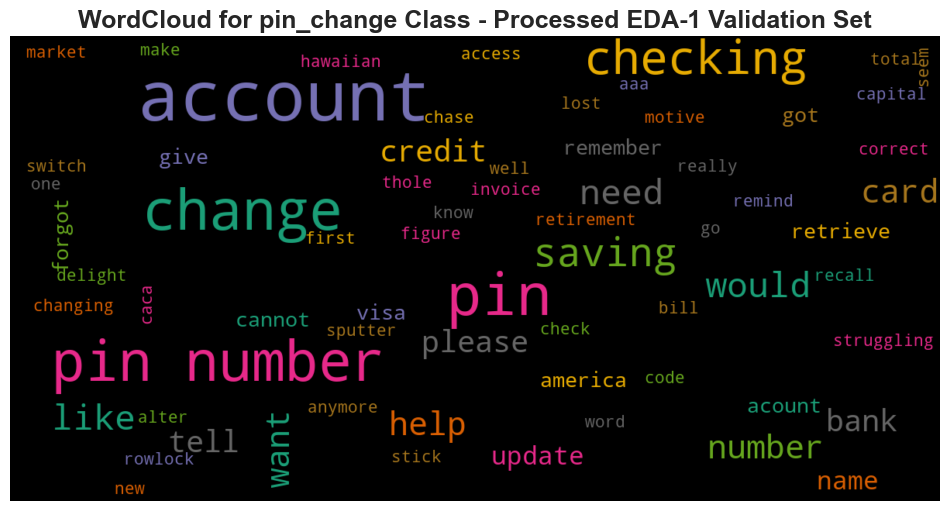 WordCloud for pin_change Class - Processed EDA-1 Validation Set
market
make
hawaiian
access
checking
total
seem
account
chase
lost
aaa
motive
got
capital
switch
one
give
credit
well
remember
really
correct
thole
invoice
need
remind
card
forgot
change
first
know
figure
retirement
go
retrieve
delight
saving
would
recall
changing
caca
cannot
visa
sputter
pin
check
bill
struggling
pin number
please
america
code
like
alter
anymore
help
word
acount
bank
tell
want
rowlock
stick
update
number
new
name